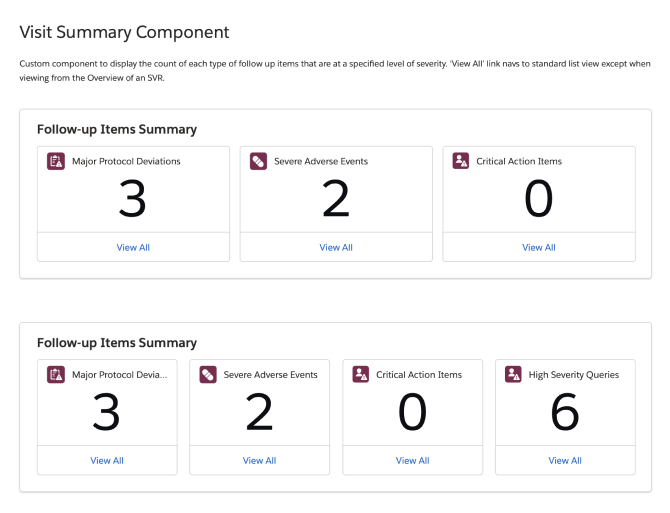 Visit Summary Component
Custom component to display the count of each type of follow up items that are at a specified level of severity. 'View All' link navs to standard list view except when
viewing from the Overview of an SVR.
Follow-up Items Summary
Major Protocol Deviations
3
View All
Severe Adverse Events
2
View All
Critical Action Items
0
View All
Follow-up Items Summary
Major Protocol Devia...
3
View All
Severe Adverse Events
2
View All
Critical Action Items
0
View All
High Severity Queries
6
View All